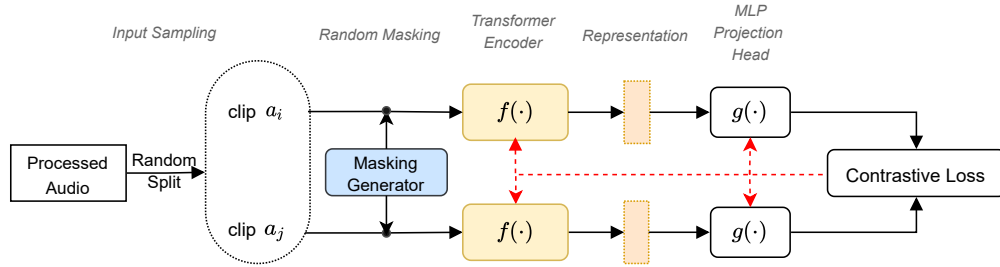 Input Sampling
Random Masking
Transformer
Encoder
Representation
MLP
Projection
Head
Processed
Audio
Random
Split
clip a_i
clip a_j
Masking
Generator
f(·)
f(·)
g(·)
g(·)
Contrastive Loss